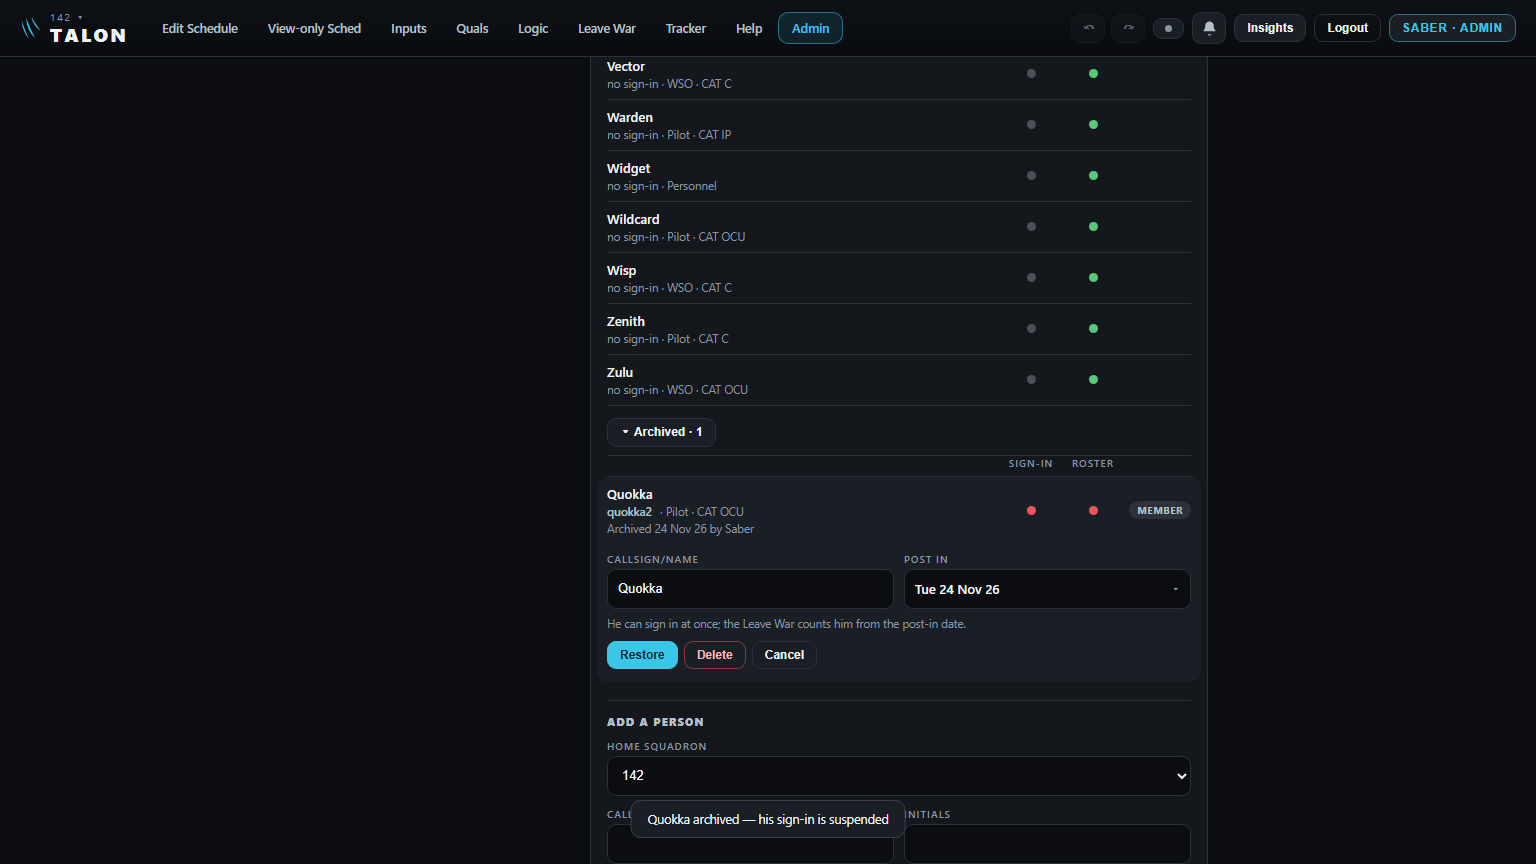 142 ▾
TALON
Edit Schedule
View-only Sched
Inputs
Quals
Logic
Leave War
Tracker
Help
Admin
Insights
Logout
SABER · ADMIN
Vector
no sign-in · WSO · CAT C
Warden
no sign-in · Pilot · CAT IP
Widget
no sign-in · Personnel
Wildcard
no sign-in · Pilot · CAT OCU
Wisp
no sign-in · WSO · CAT C
Zenith
no sign-in · Pilot · CAT C
Zulu
no sign-in · WSO · CAT OCU
Archived · 1
SIGN-IN ROSTER
Quokka
quokka2 · Pilot · CAT OCU
MEMBER
Archived 24 Nov 26 by Saber
CALLSIGN/NAME
POST IN
Quokka
Tue 24 Nov 26
He can sign in at once; the Leave War counts him from the post-in date.
Restore
Delete
Cancel
ADD A PERSON
HOME SQUADRON
142
CALL
INITIALS
Quokka archived — his sign-in is suspended